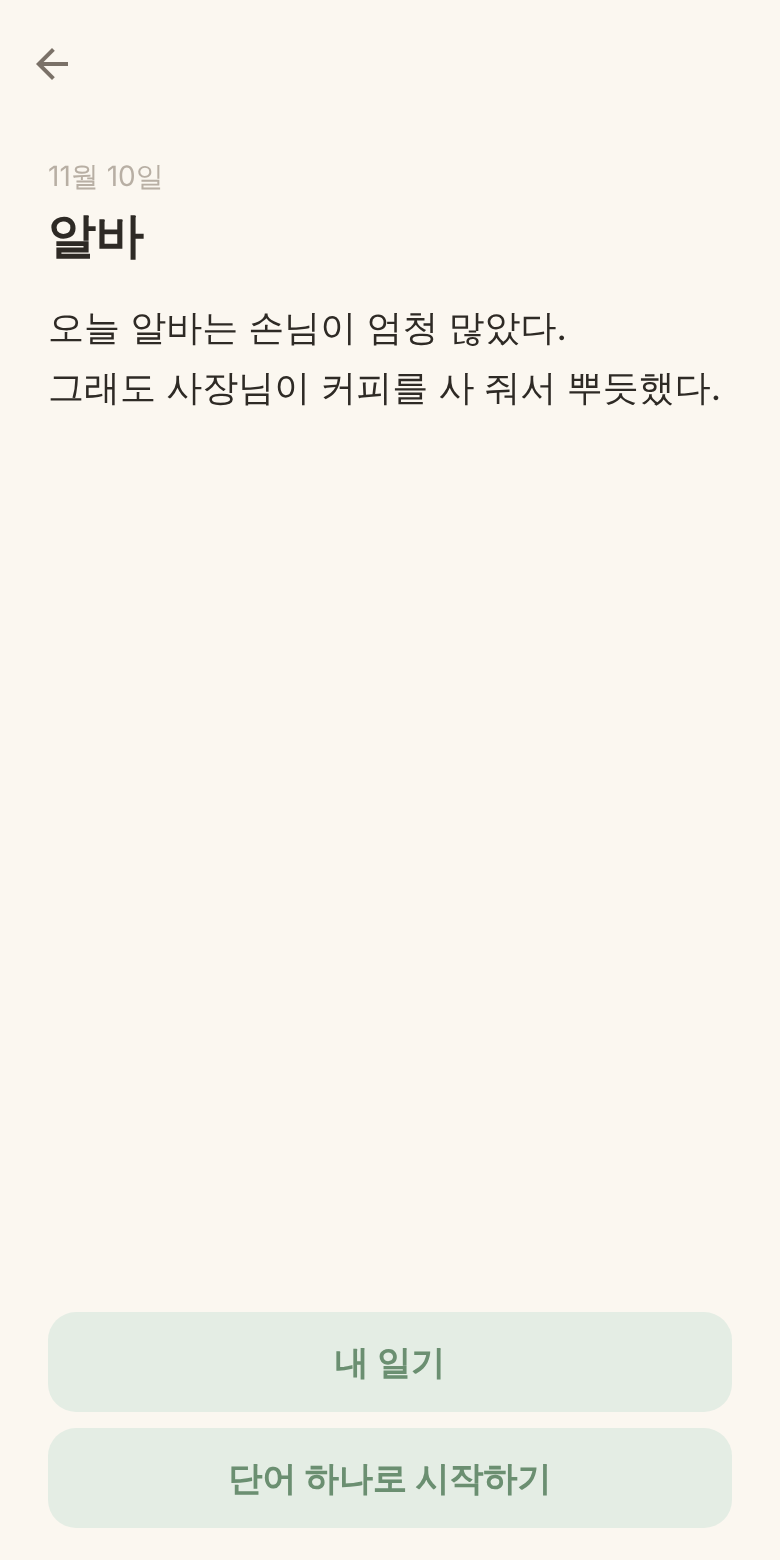 11월 10일
알바
오늘 알바는 손님이 엄청 많았다.
그래도 사장님이 커피를 사 줘서 뿌듯했다.
내 일기
단어 하나로 시작하기